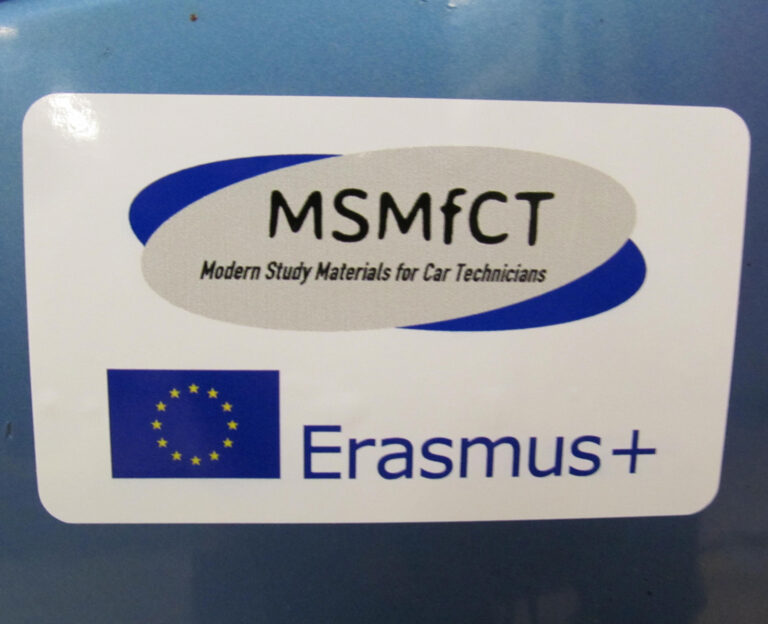 MSMfCT
Modern Study Materials for Car Technicians
Erasmus+